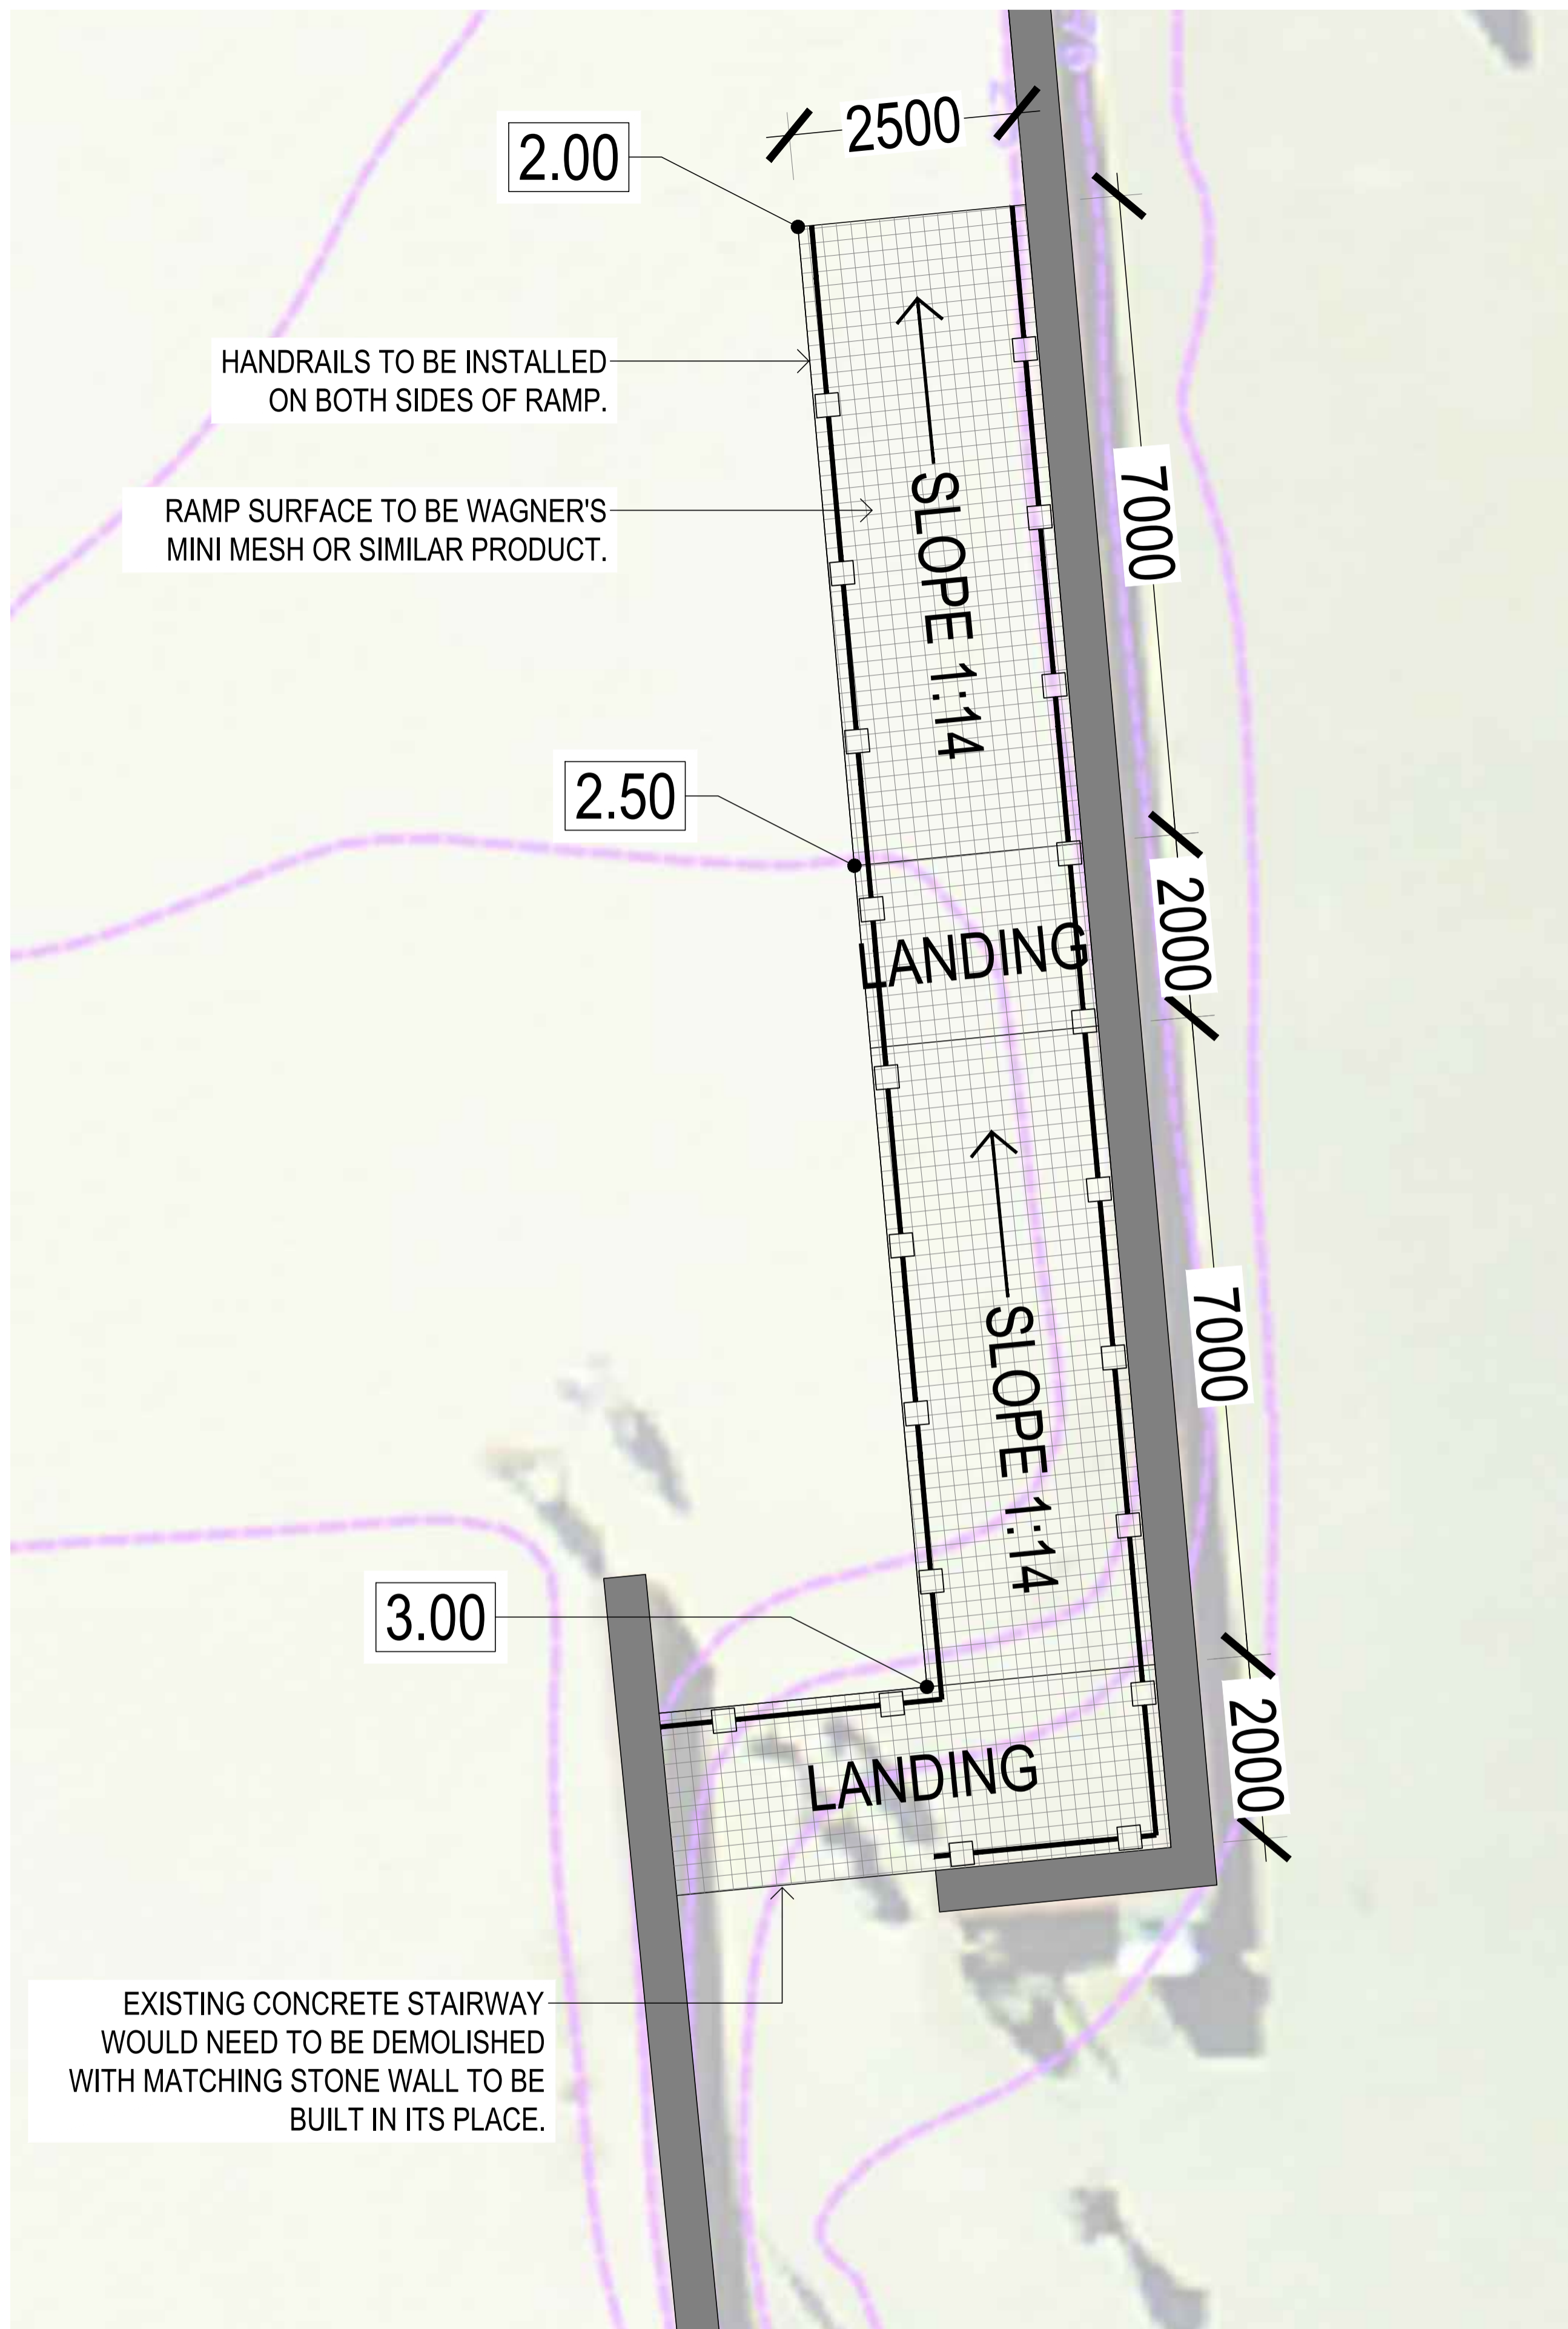 2500
2.00
HANDRAILS TO BE INSTALLED
ON BOTH SIDES OF RAMP.
RAMP SURFACE TO BE WAGNER'S
MINI MESH OR SIMILAR PRODUCT.
SLOPE 1:14
7000
2.50
LANDING
2000
SLOPE 1:14
7000
3.00
LANDING
2000
EXISTING CONCRETE STAIRWAY
WOULD NEED TO BE DEMOLISHED
WITH MATCHING STONE WALL TO BE
BUILT IN ITS PLACE.